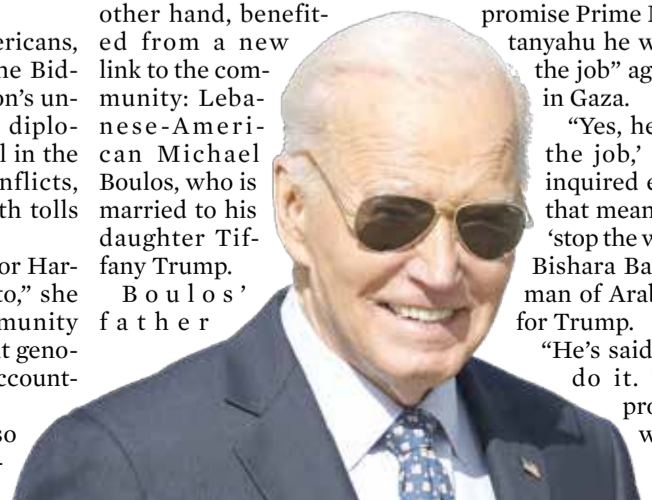 ericans,
he Bid-
on's un-
diplo-
l in the
nflicts,
th tolls
or Har-
to,” she
munity
t geno-
ccount-
so
-
other hand, benefit-
ed from a new
link to the com-
munity: Leba-
nese-Ameri-
can Michael
Boulos, who is
married to his
daughter Tif-
fany Trump.
Boulos’
father
promise Prime M
tanyahu he w
the job” ag
in Gaza.
“Yes, he
the job,’
inquired e
that mean
‘stop the w
Bishara Ba
man of Arab
for Trump.
“He’s said
do it.
pro
w